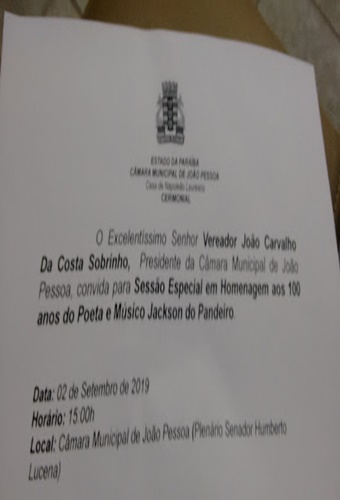 ESTADO DA PARAÍBA
CÂMARA MUNICIPAL DE JOÃO PESSOA
Casa de Napoleão Laureano
CERIMONIAL
O Excelentíssimo Senhor Vereador João Carvalho
Da Costa Sobrinho, Presidente da Câmara Municipal de João
Pessoa, convida para Sessão Especial em Homenagem aos 100
anos do Poeta e Músico Jackson do Pandeiro.
Data: 02 de Setembro de 2019
Horário: 15:00h
Local: Câmara Municipal de João Pessoa (Plenário Senador Humberto
Lucena)